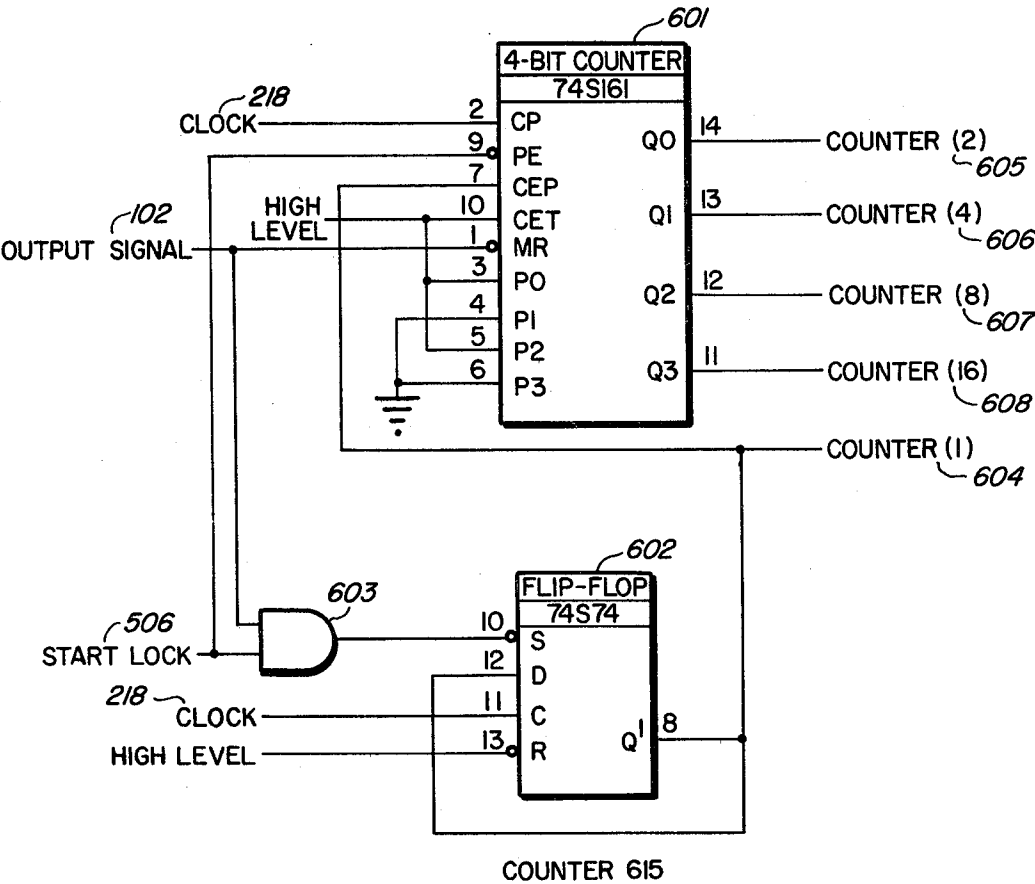 601
4-BIT COUNTER
74S161
CLOCK 218
2 CP
9 PE
7 CEP
HIGH LEVEL
10 CET
OUTPUT SIGNAL 102
1 MR
3 P0
4 P1
5 P2
6 P3
Q0 14 COUNTER (2) 605
Q1 13 COUNTER (4) 606
Q2 12 COUNTER (8) 607
Q3 11 COUNTER (16) 608
COUNTER (1) 604
602
FLIP-FLOP
74S74
603
START LOCK 506
10 S
12 D
218 CLOCK
11 C
HIGH LEVEL
13 R
Q' 8
COUNTER 615